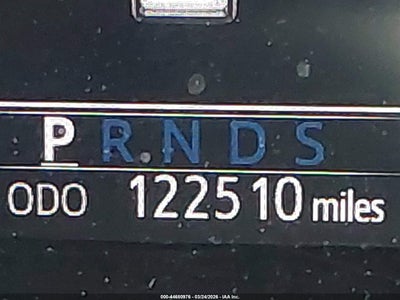 P R N D S
ODO 122510 miles
000-44660976 - 03/24/2026 - IAA Inc.